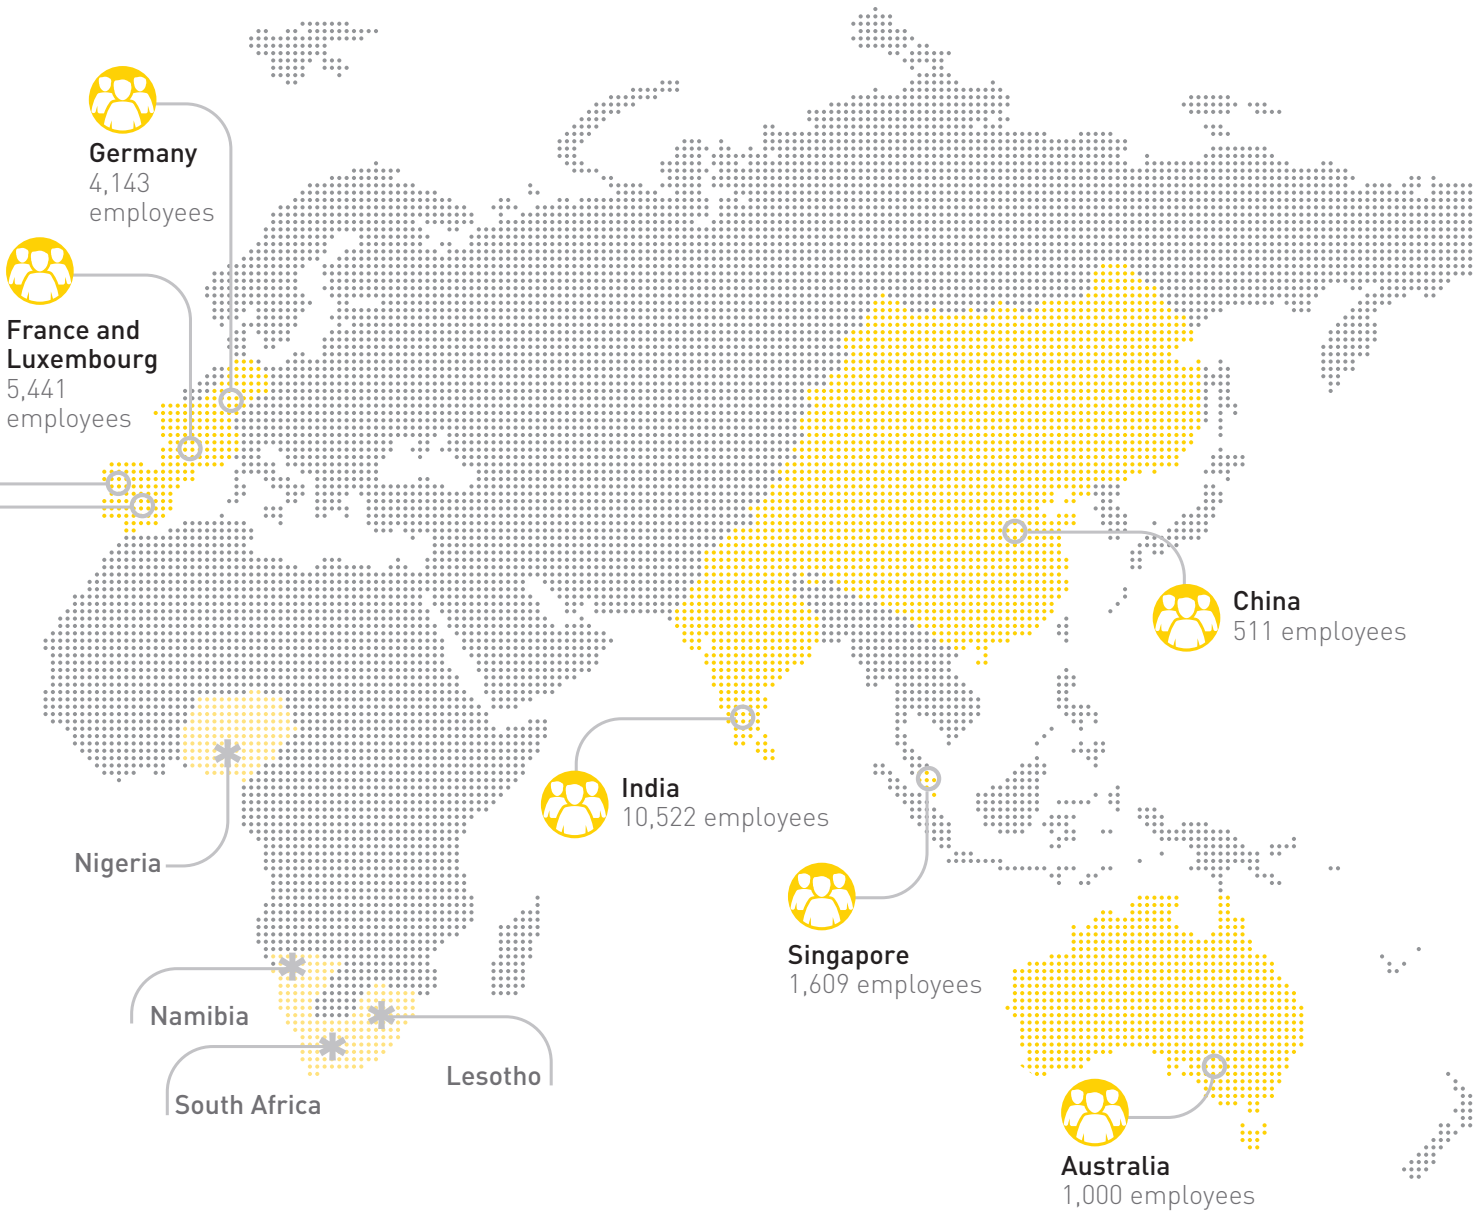 Germany
4,143
employees
France and
Luxembourg
5,441
employees
China
511 employees
India
10,522 employees
Nigeria
Singapore
1,609 employees
Namibia
Lesotho
South Africa
Australia
1,000 employees